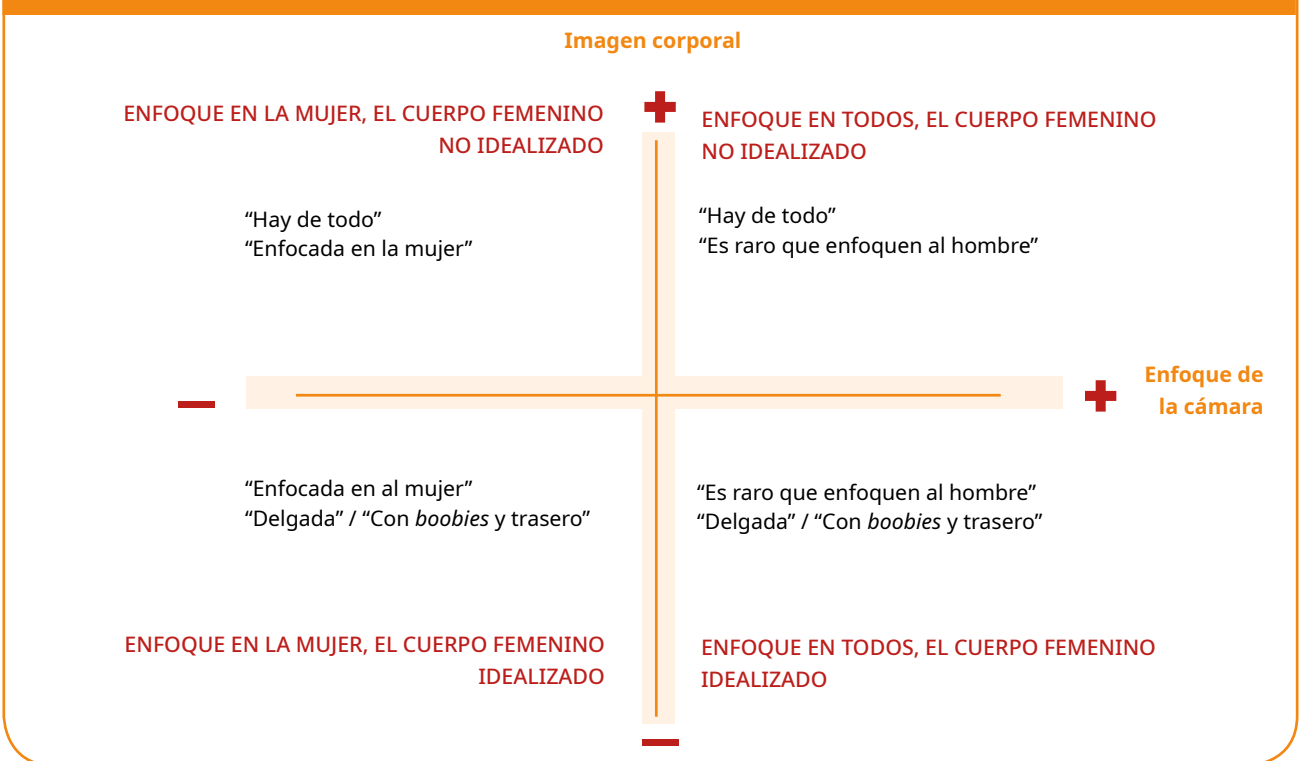 Imagen corporal
ENFOQUE EN LA MUJER, EL CUERPO FEMENINO
NO IDEALIZADO
ENFOQUE EN TODOS, EL CUERPO FEMENINO
NO IDEALIZADO
“Hay de todo”
“Enfocada en la mujer”
“Hay de todo”
“Es raro que enfoquen al hombre”
Enfoque de
la cámara
“Enfocada en al mujer”
“Delgada” / “Con boobies y trasero”
“Es raro que enfoquen al hombre”
“Delgada” / “Con boobies y trasero”
ENFOQUE EN LA MUJER, EL CUERPO FEMENINO
IDEALIZADO
ENFOQUE EN TODOS, EL CUERPO FEMENINO
IDEALIZADO